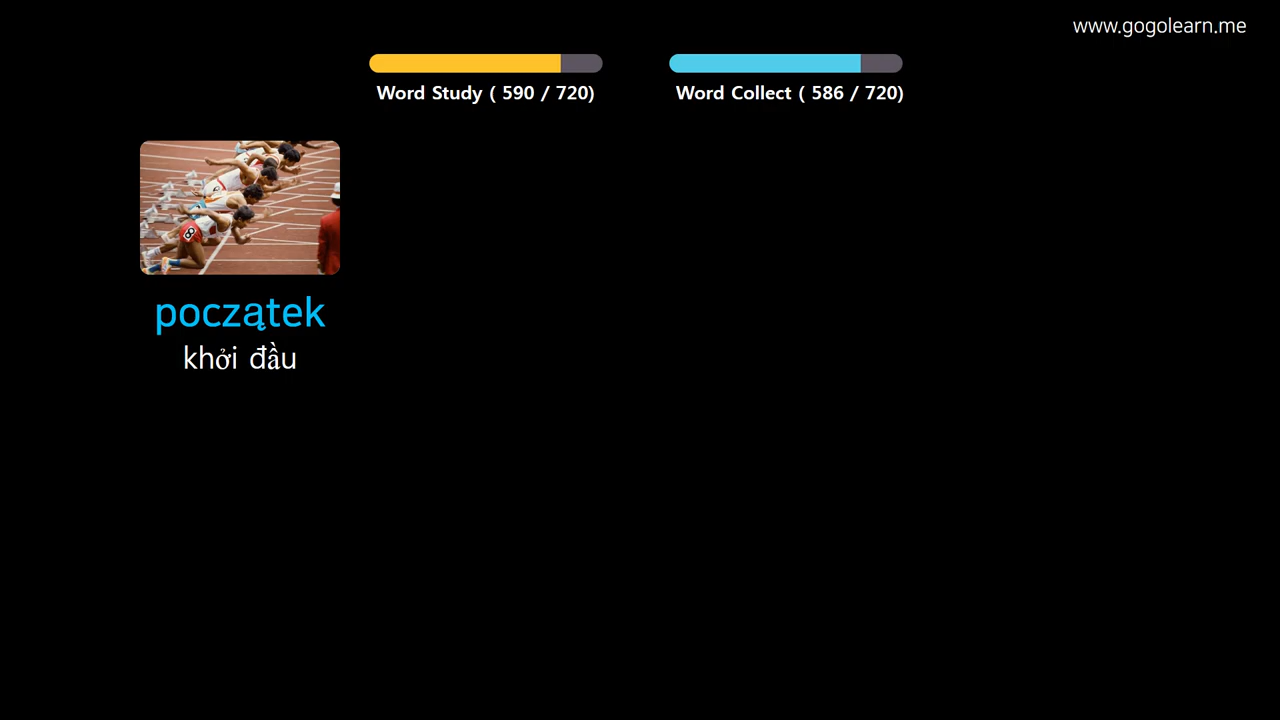 www.gogolearn.me
Word Study ( 590 / 720)
Word Collect ( 586 / 720)
początek
khởi đầu